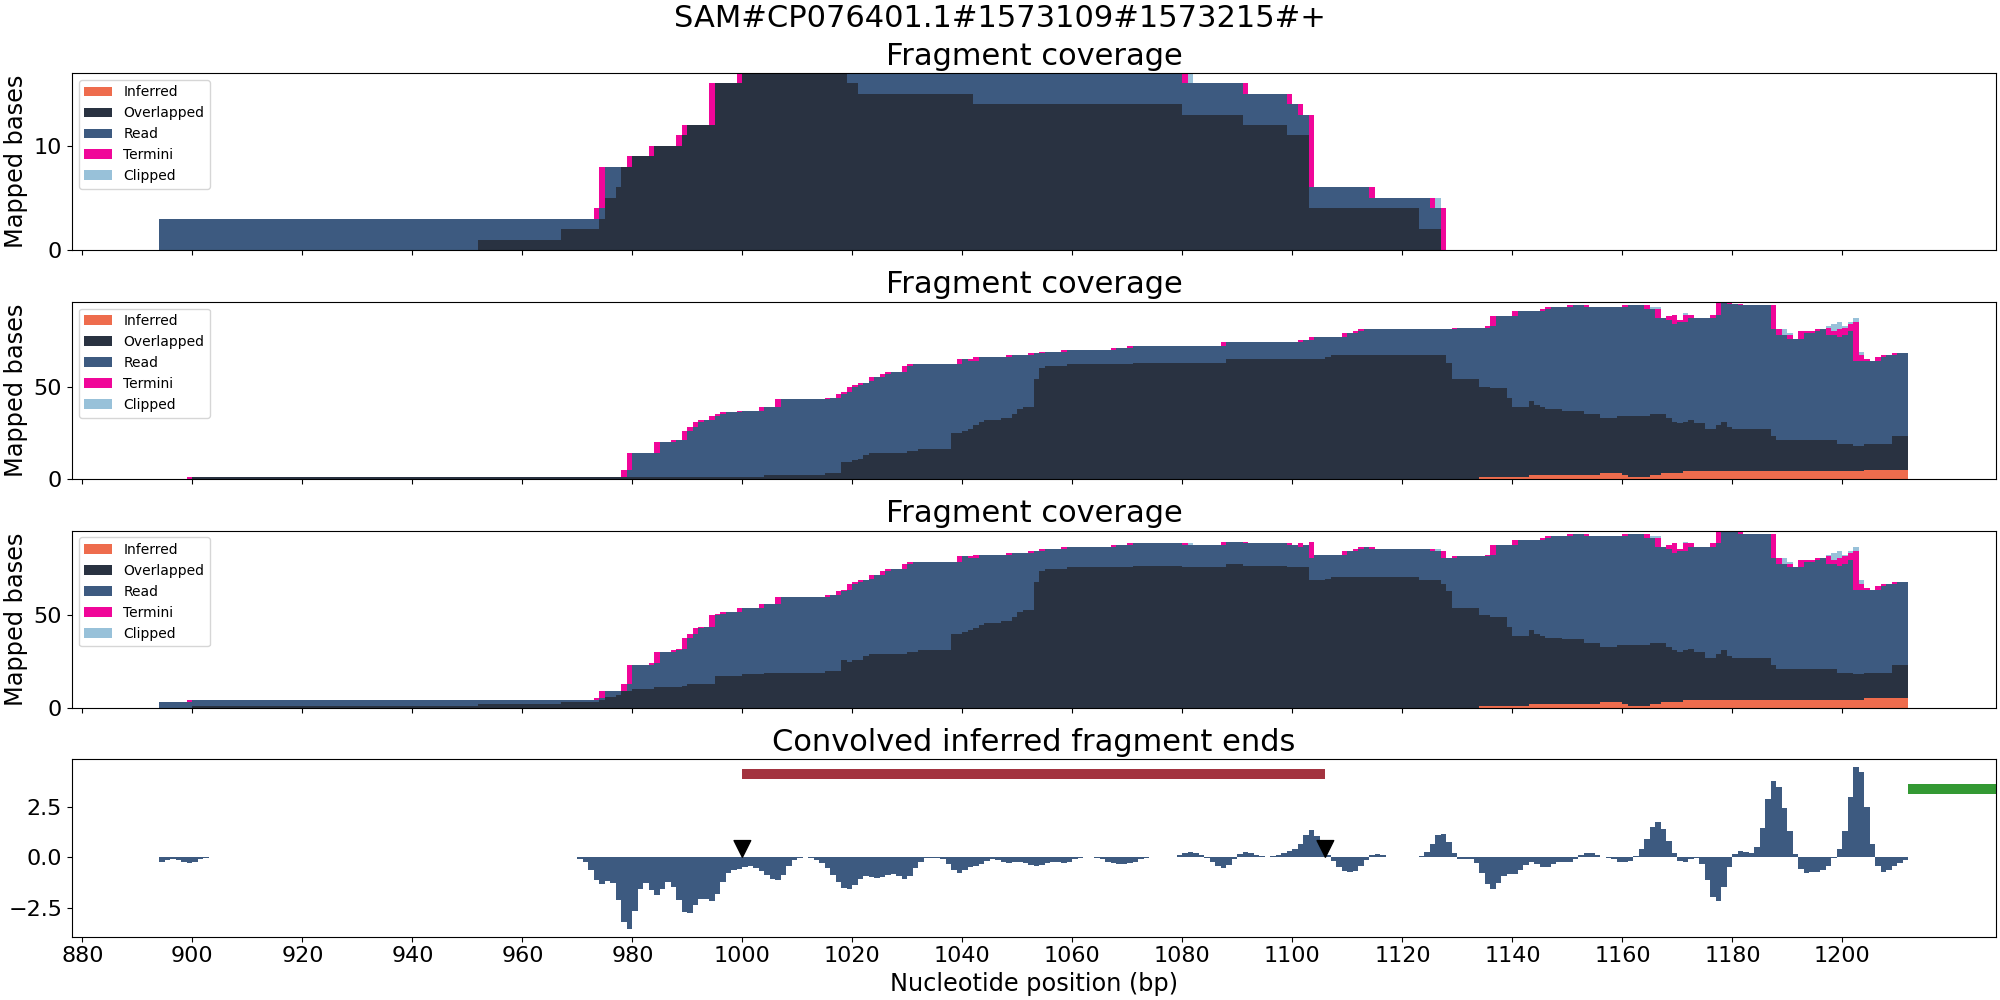 SAM#CP076401.1#1573109#1573215#+
Fragment coverage
Mapped bases
10
0
Inferred
Overlapped
Read
Termini
Clipped
Fragment coverage
Mapped bases
50
0
Inferred
Overlapped
Read
Termini
Clipped
Fragment coverage
Mapped bases
50
0
Inferred
Overlapped
Read
Termini
Clipped
Convolved inferred fragment ends
2.5
0.0
−2.5
880 900 920 940 960 980 1000 1020 1040 1060 1080 1100 1120 1140 1160 1180 1200
Nucleotide position (bp)